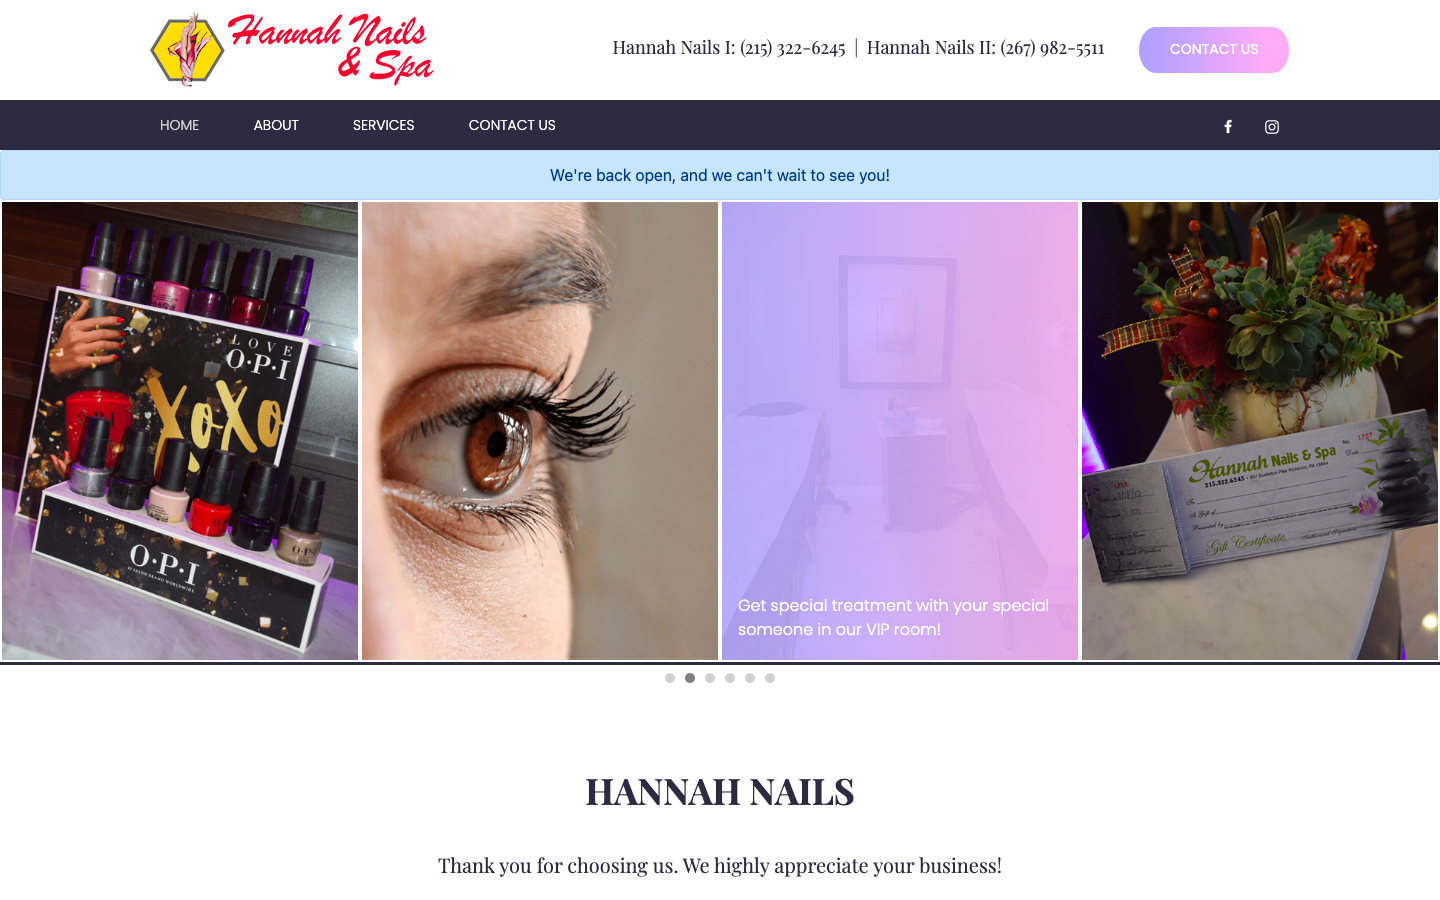 Hannah Nails
& Spa
Hannah Nails I: (215) 322-6245 | Hannah Nails II: (267) 982-5511
CONTACT US
HOME
ABOUT
SERVICES
CONTACT US
We're back open, and we can't wait to see you!
LOVE
O·P·I
XOXO
O·P·I
Get special treatment with your special
someone in our VIP room!
Hannah Nails & Spa
215.322.6245
No. 1707
Gift Certificate
HANNAH NAILS
Thank you for choosing us. We highly appreciate your business!